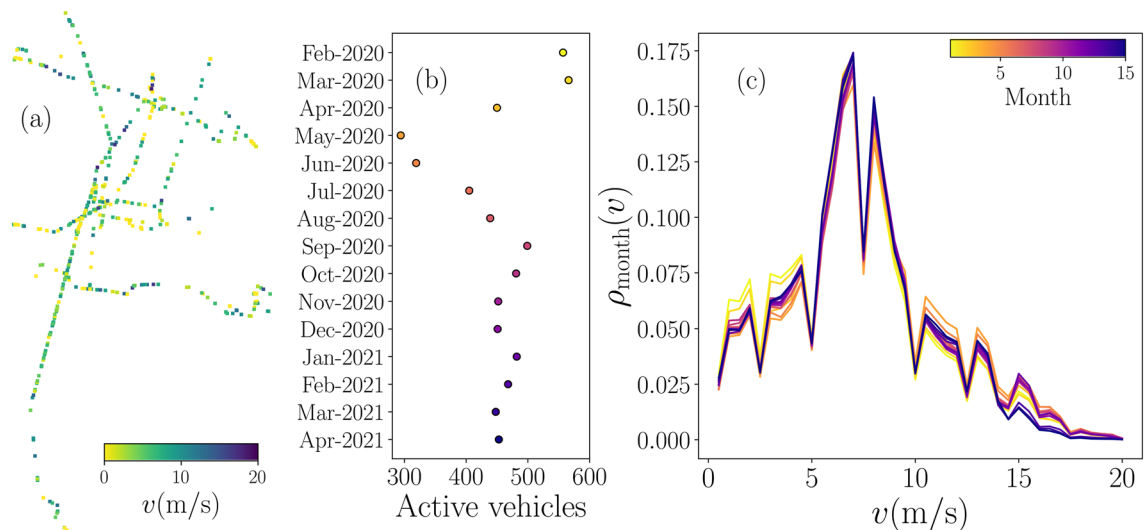 (a)
0 10 20
v(m/s)
(b)
Feb-2020
Mar-2020
Apr-2020
May-2020
Jun-2020
Jul-2020
Aug-2020
Sep-2020
Oct-2020
Nov-2020
Dec-2020
Jan-2021
Feb-2021
Mar-2021
Apr-2021
300 400 500 600
Active vehicles
(c)
5 10 15
Month
0.175
0.150
0.125
0.100
0.075
0.050
0.025
0.000
ρmonth(v)
0 5 10 15 20
v(m/s)